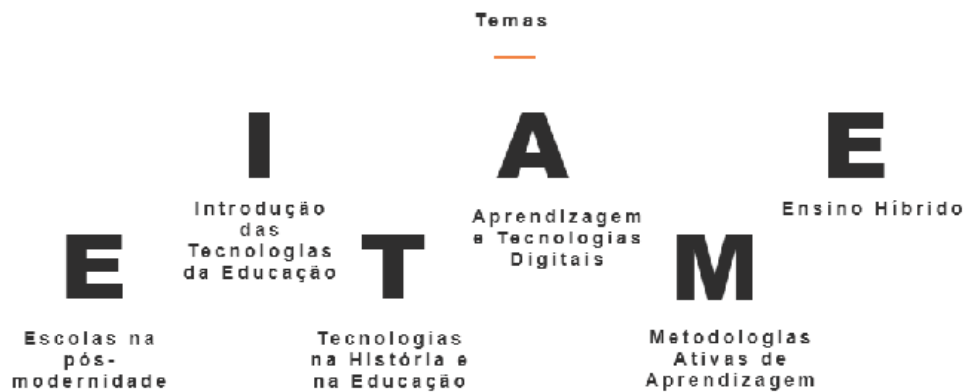 Temas
E
Escolas na
pós-
modernidade
I
Introdução
das
Tecnologias
da Educação
T
Tecnologias
na História e
na Educação
A
Aprendizagem
e Tecnologias
Digitais
M
Metodologias
Ativas de
Aprendizagem
E
Ensino Híbrido